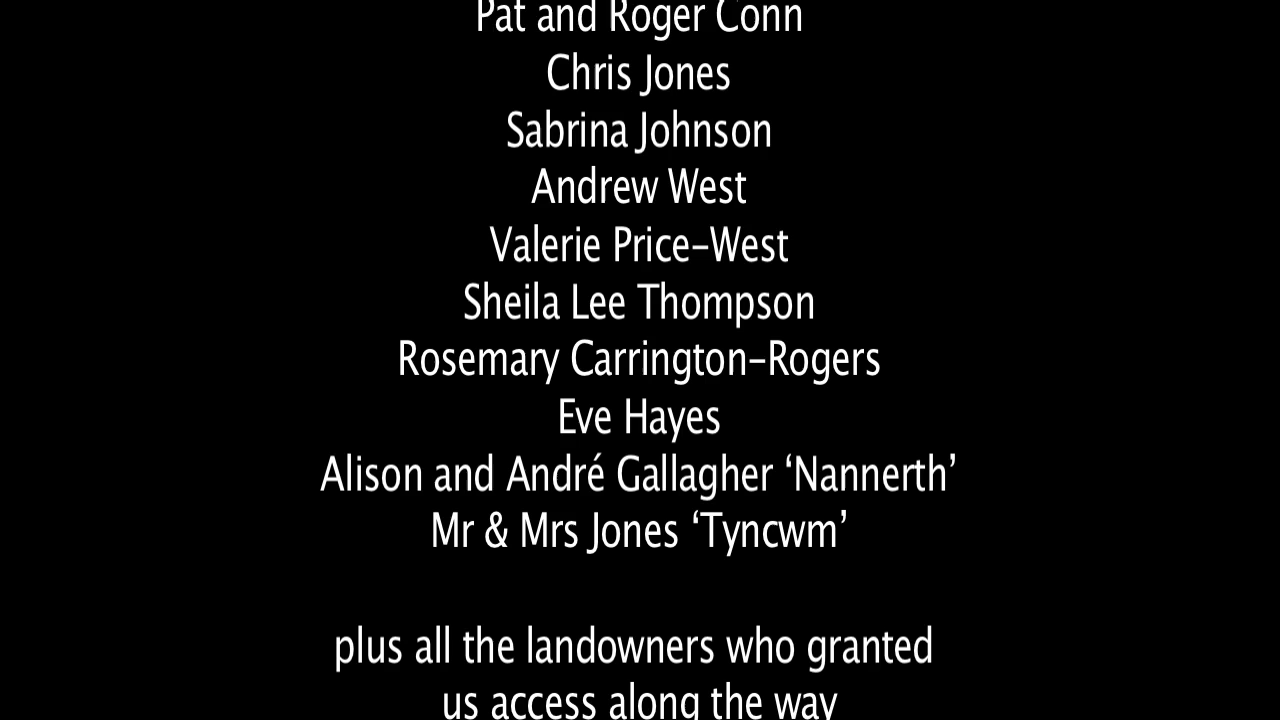 Pat and Roger Conn
Chris Jones
Sabrina Johnson
Andrew West
Valerie Price–West
Sheila Lee Thompson
Rosemary Carrington–Rogers
Eve Hayes
Alison and André Gallagher ‘Nannerth’
Mr & Mrs Jones ‘Tyncwm’
plus all the landowners who granted
us access along the way